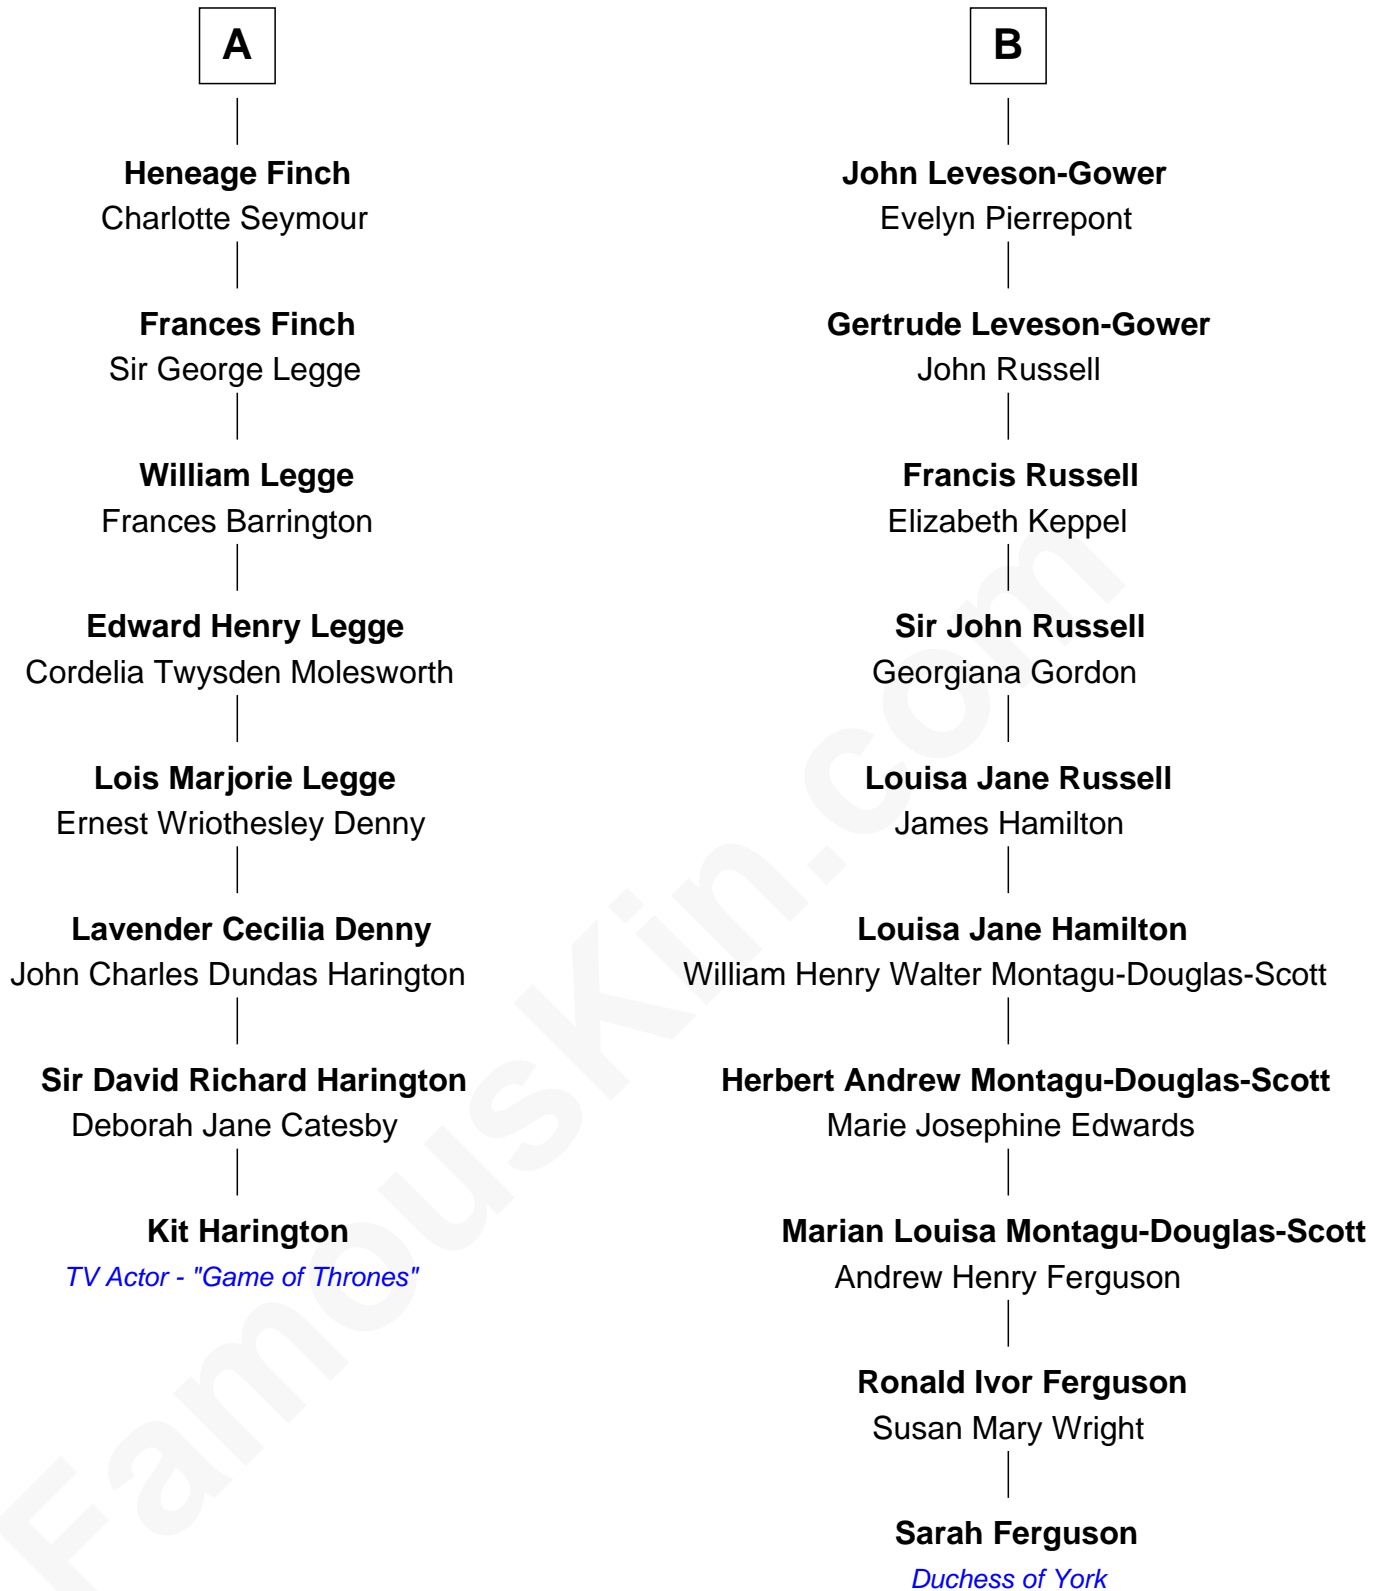 A
Heneage Finch
Charlotte Seymour
Frances Finch
Sir George Legge
William Legge
Frances Barrington
Edward Henry Legge
Cordelia Twysden Molesworth
Lois Marjorie Legge
Ernest Wriothesley Denny
Lavender Cecilia Denny
John Charles Dundas Harington
Sir David Richard Harington
Deborah Jane Catesby
Kit Harington
TV Actor - "Game of Thrones"
B
John Leveson-Gower
Evelyn Pierrepont
Gertrude Leveson-Gower
John Russell
Francis Russell
Elizabeth Keppel
Sir John Russell
Georgiana Gordon
Louisa Jane Russell
James Hamilton
Louisa Jane Hamilton
William Henry Walter Montagu-Douglas-Scott
Herbert Andrew Montagu-Douglas-Scott
Marie Josephine Edwards
Marian Louisa Montagu-Douglas-Scott
Andrew Henry Ferguson
Ronald Ivor Ferguson
Susan Mary Wright
Sarah Ferguson
Duchess of York
FamousKin.com